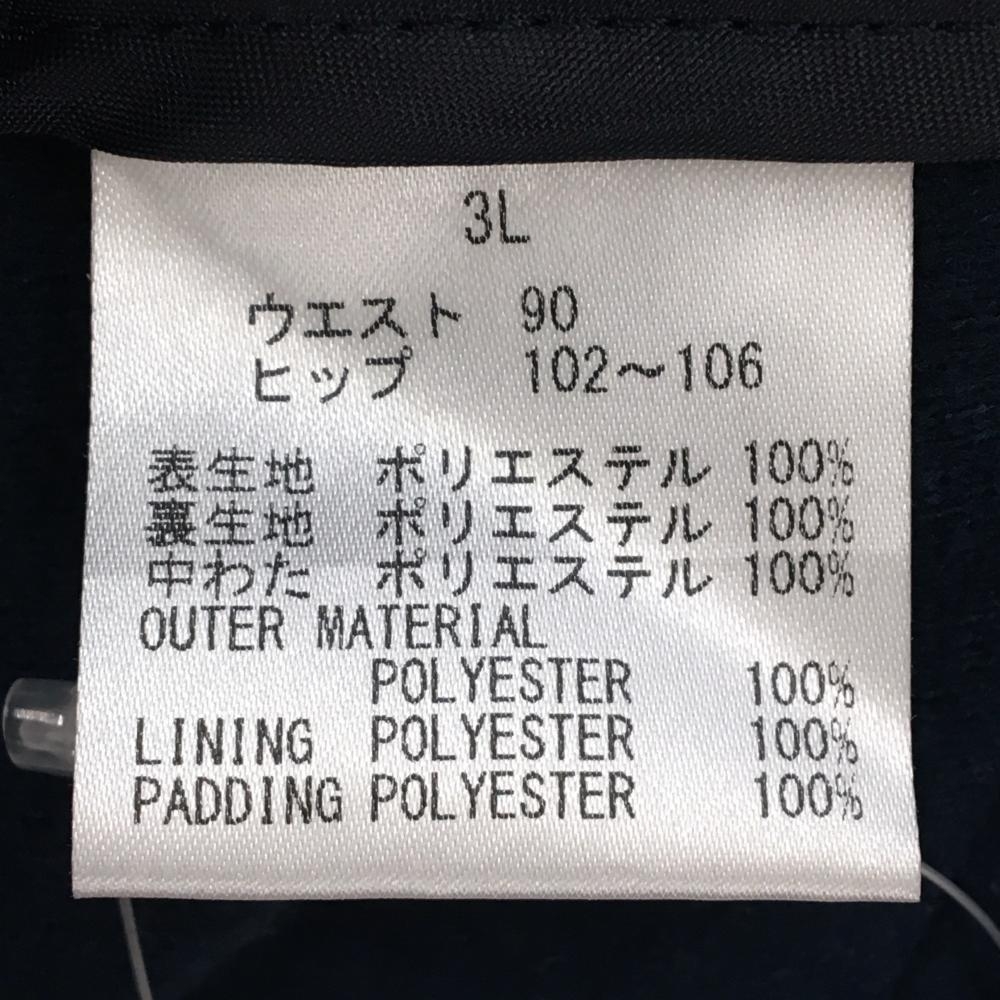 3L
ウエスト 90
ヒップ 102～106
表生地 ポリエステル 100%
裏生地 ポリエステル 100%
中わた ポリエステル 100%
OUTER MATERIAL
POLYESTER 100%
LINING POLYESTER 100%
PADDING POLYESTER 100%